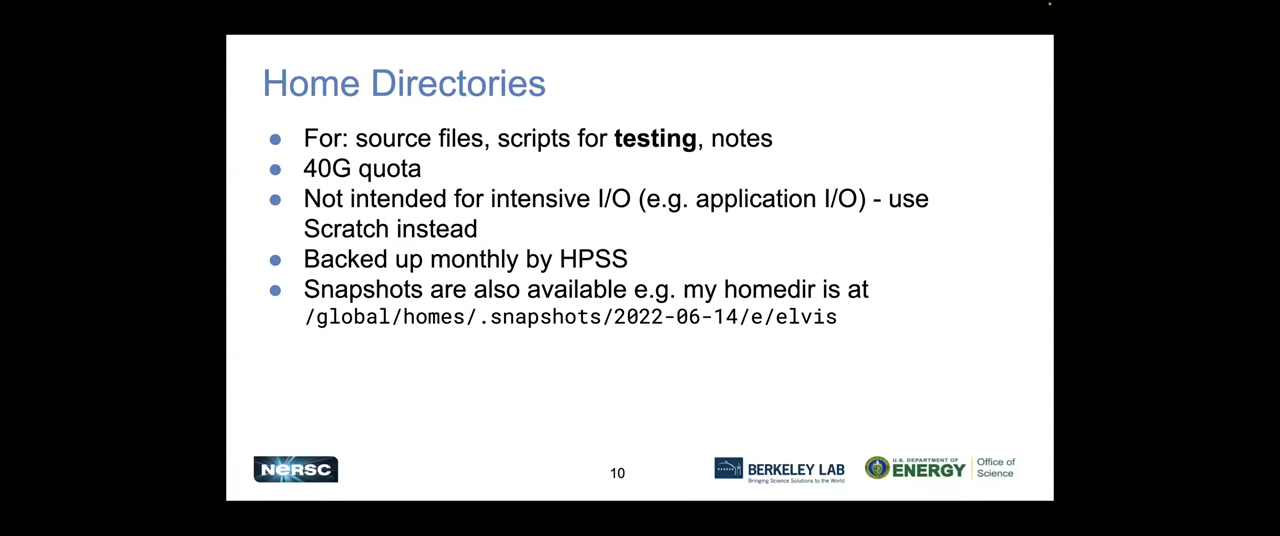 Home Directories
● For: source files, scripts for testing, notes
● 40G quota
● Not intended for intensive I/O (e.g. application I/O) - use
Scratch instead
● Backed up monthly by HPSS
● Snapshots are also available e.g. my homedir is at
/global/homes/.snapshots/2022-06-14/e/elvis
NERSC
10
BERKELEY LAB
Bringing Science Solutions to the World
U.S. DEPARTMENT OF
ENERGY
Office of
Science